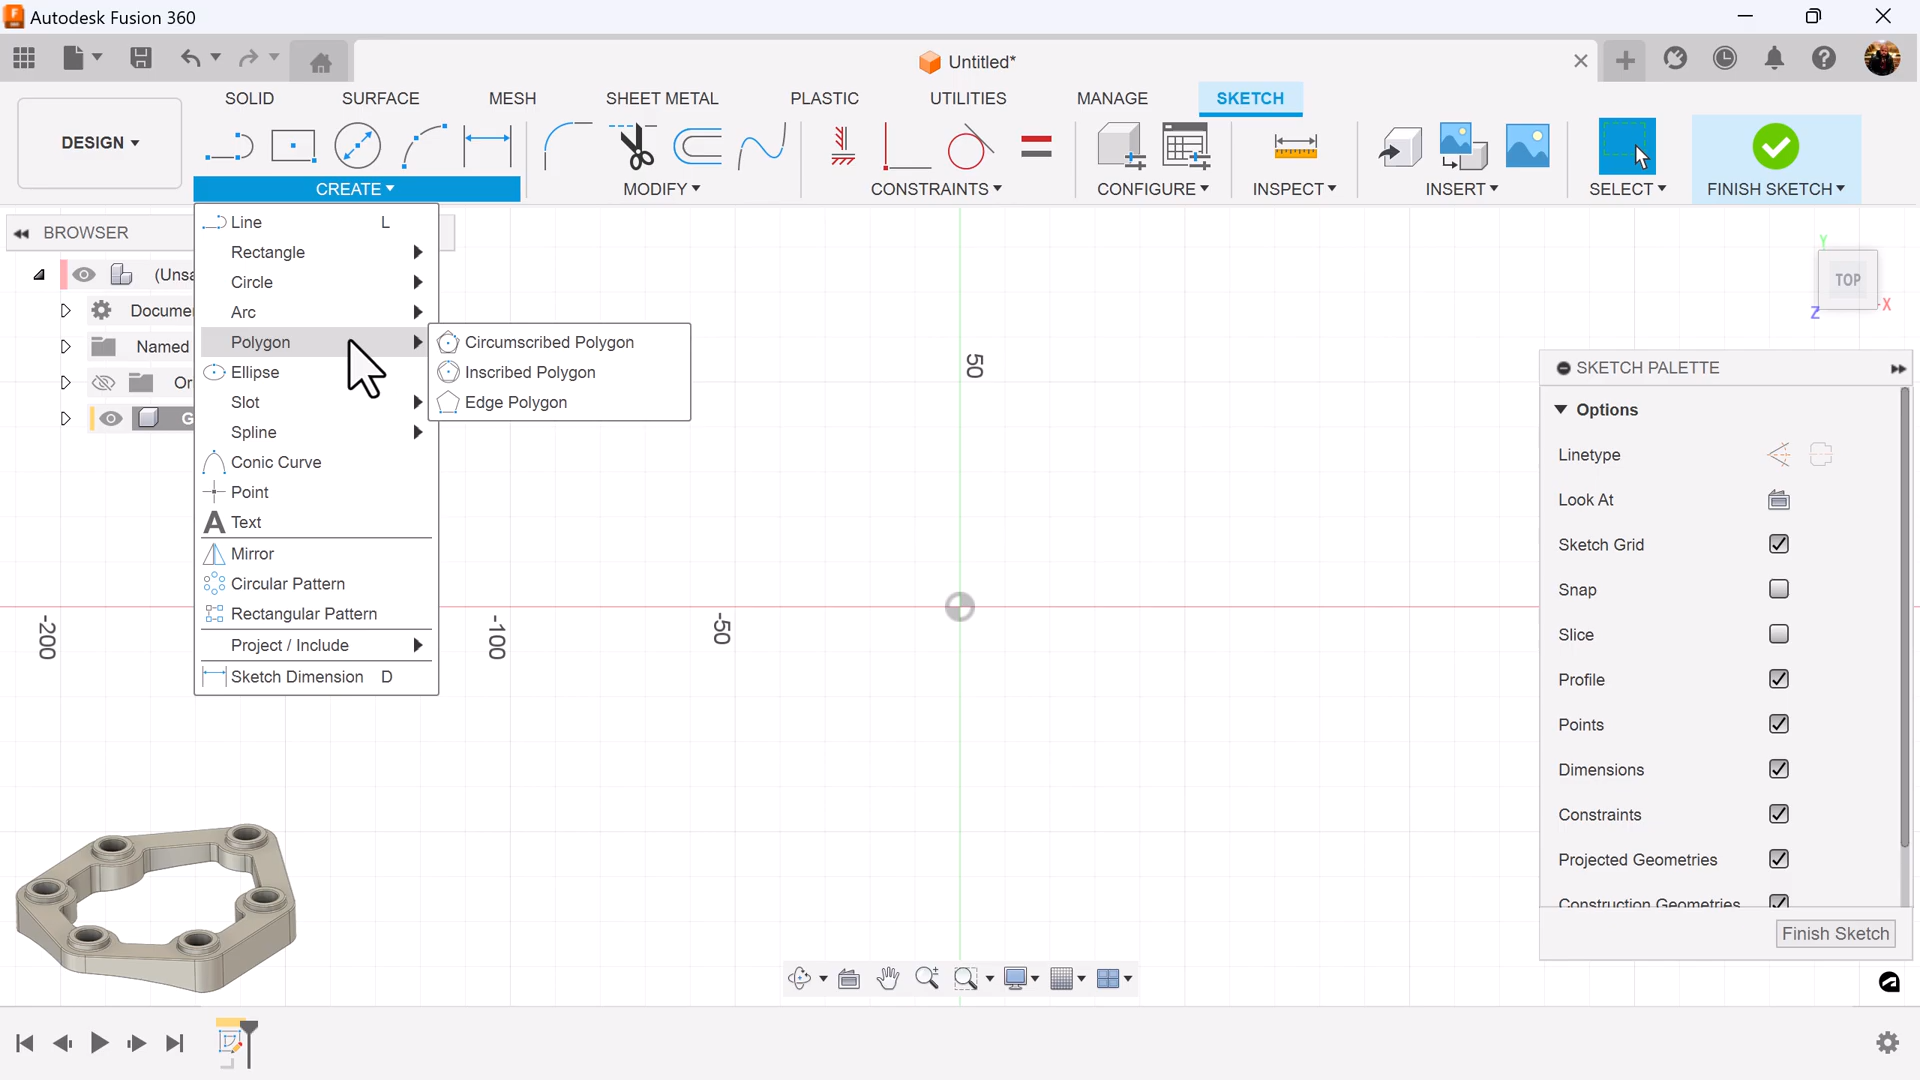 Autodesk Fusion 360
Untitled*
SOLID SURFACE MESH SHEET METAL PLASTIC UTILITIES MANAGE SKETCH
DESIGN
CREATE MODIFY CONSTRAINTS CONFIGURE INSPECT INSERT SELECT FINISH SKETCH
BROWSER
(Unsa
Docume
Named
Or
G
Line L
Rectangle
Circle
Arc
Polygon
Ellipse
Slot
Spline
Conic Curve
Point
Text
Mirror
Circular Pattern
Rectangular Pattern
Project / Include
Sketch Dimension D
Circumscribed Polygon
Inscribed Polygon
Edge Polygon
50
-200
-100
-50
Y
TOP
Z
X
SKETCH PALETTE
Options
Linetype
Look At
Sketch Grid
Snap
Slice
Profile
Points
Dimensions
Constraints
Projected Geometries
Construction Geometries
Finish Sketch